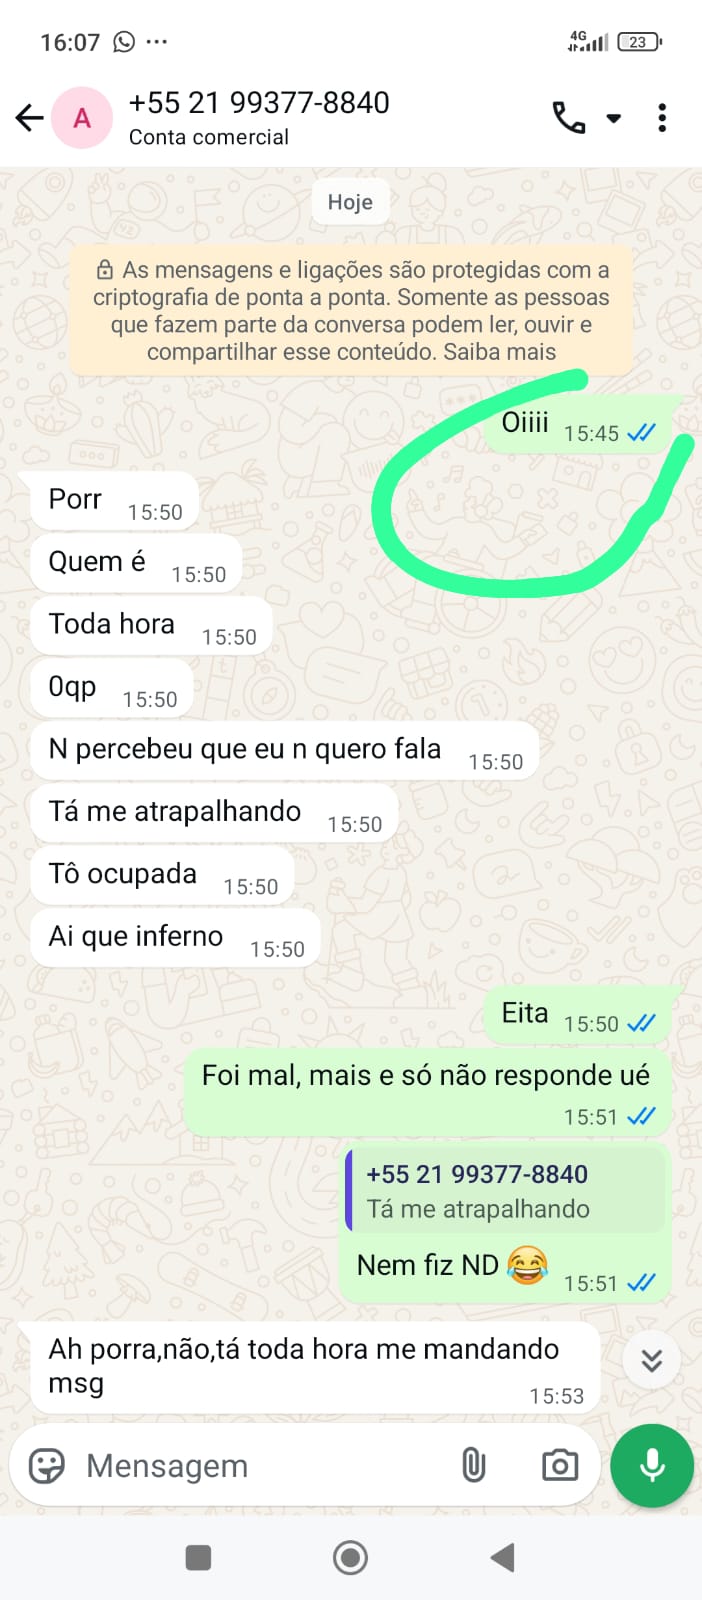 16:07
4G
23
A
+55 21 99377-8840
Conta comercial
Hoje
As mensagens e ligações são protegidas com a
criptografia de ponta a ponta. Somente as pessoas
que fazem parte da conversa podem ler, ouvir e
compartilhar esse conteúdo. Saiba mais
Oiiii 15:45
Porr 15:50
Quem é 15:50
Toda hora 15:50
0qp 15:50
N percebeu que eu n quero fala 15:50
Tá me atrapalhando 15:50
Tô ocupada 15:50
Ai que inferno 15:50
Eita 15:50
Foi mal, mais e só não responde ué
15:51
+55 21 99377-8840
Tá me atrapalhando
Nem fiz ND 😂 15:51
Ah porra,não,tá toda hora me mandando
msg 15:53
Mensagem